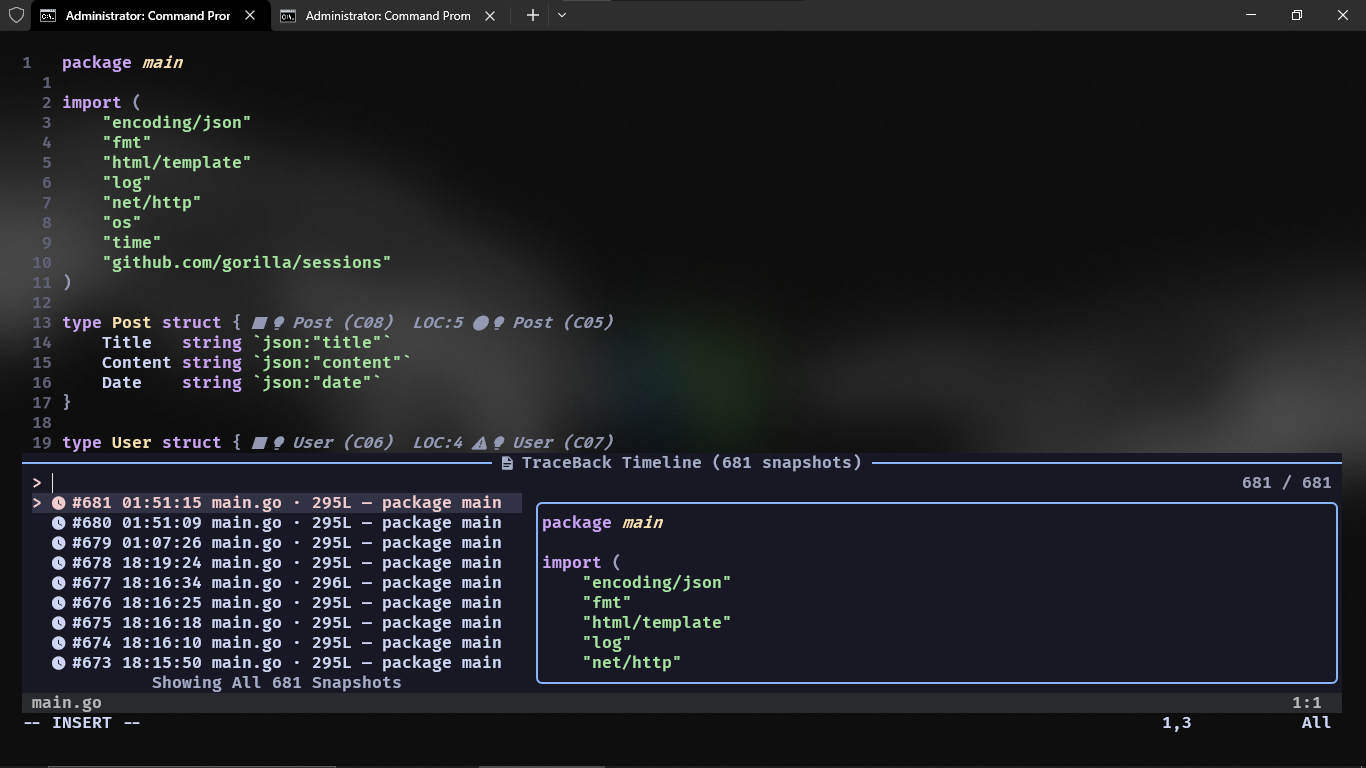 Administrator: Command Pror
Administrator: Command Prom
1 package main
1
2 import (
3 "encoding/json"
4 "fmt"
5 "html/template"
6 "log"
7 "net/http"
8 "os"
9 "time"
10 "github.com/gorilla/sessions"
11 )
12
13 type Post struct { Post (C08) LOC:5 Post (C05)
14 Title string `json:"title"`
15 Content string `json:"content"`
16 Date string `json:"date"`
17 }
18
19 type User struct { User (C06) LOC:4 User (C07)
TraceBack Timeline (681 snapshots)
> 681 / 681
> #681 01:51:15 main.go · 295L — package main
#680 01:51:09 main.go · 295L — package main
#679 01:07:26 main.go · 295L — package main
#678 18:19:24 main.go · 295L — package main
#677 18:16:34 main.go · 296L — package main
#676 18:16:25 main.go · 295L — package main
#675 18:16:18 main.go · 295L — package main
#674 18:16:10 main.go · 295L — package main
#673 18:15:50 main.go · 295L — package main
Showing All 681 Snapshots
package main
import (
"encoding/json"
"fmt"
"html/template"
"log"
"net/http"
main.go 1:1
-- INSERT -- 1,3 All